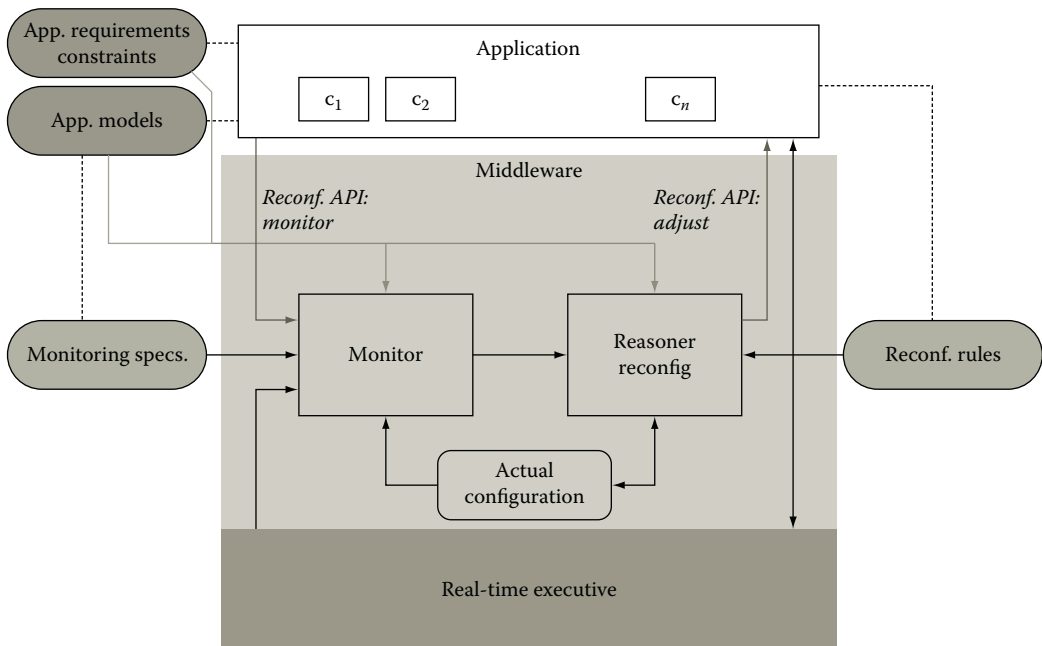 App. requirements
constraints
Application
c1
c2
cn
App. models
Middleware
Reconf. API:
monitor
Reconf. API:
adjust
Monitoring specs.
Monitor
Reasoner
reconfig
Reconf. rules
Actual
configuration
Real-time executive